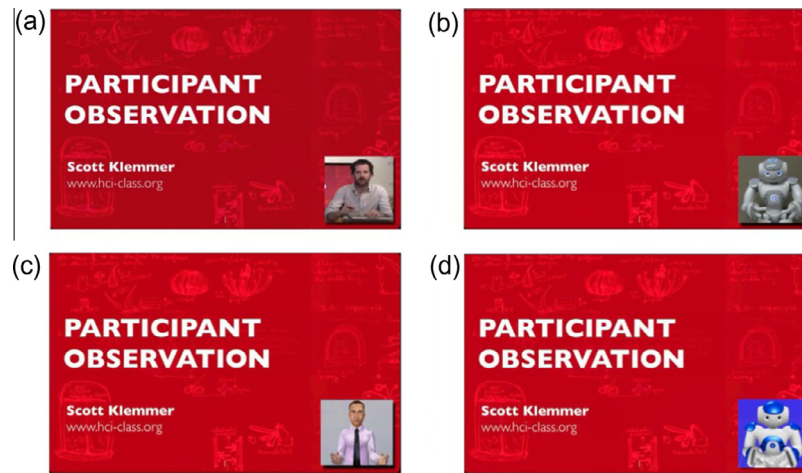 (a)
PARTICIPANT
OBSERVATION
Scott Klemmer
www.hci-class.org
(b)
PARTICIPANT
OBSERVATION
Scott Klemmer
www.hci-class.org
(c)
PARTICIPANT
OBSERVATION
Scott Klemmer
www.hci-class.org
(d)
PARTICIPANT
OBSERVATION
Scott Klemmer
www.hci-class.org